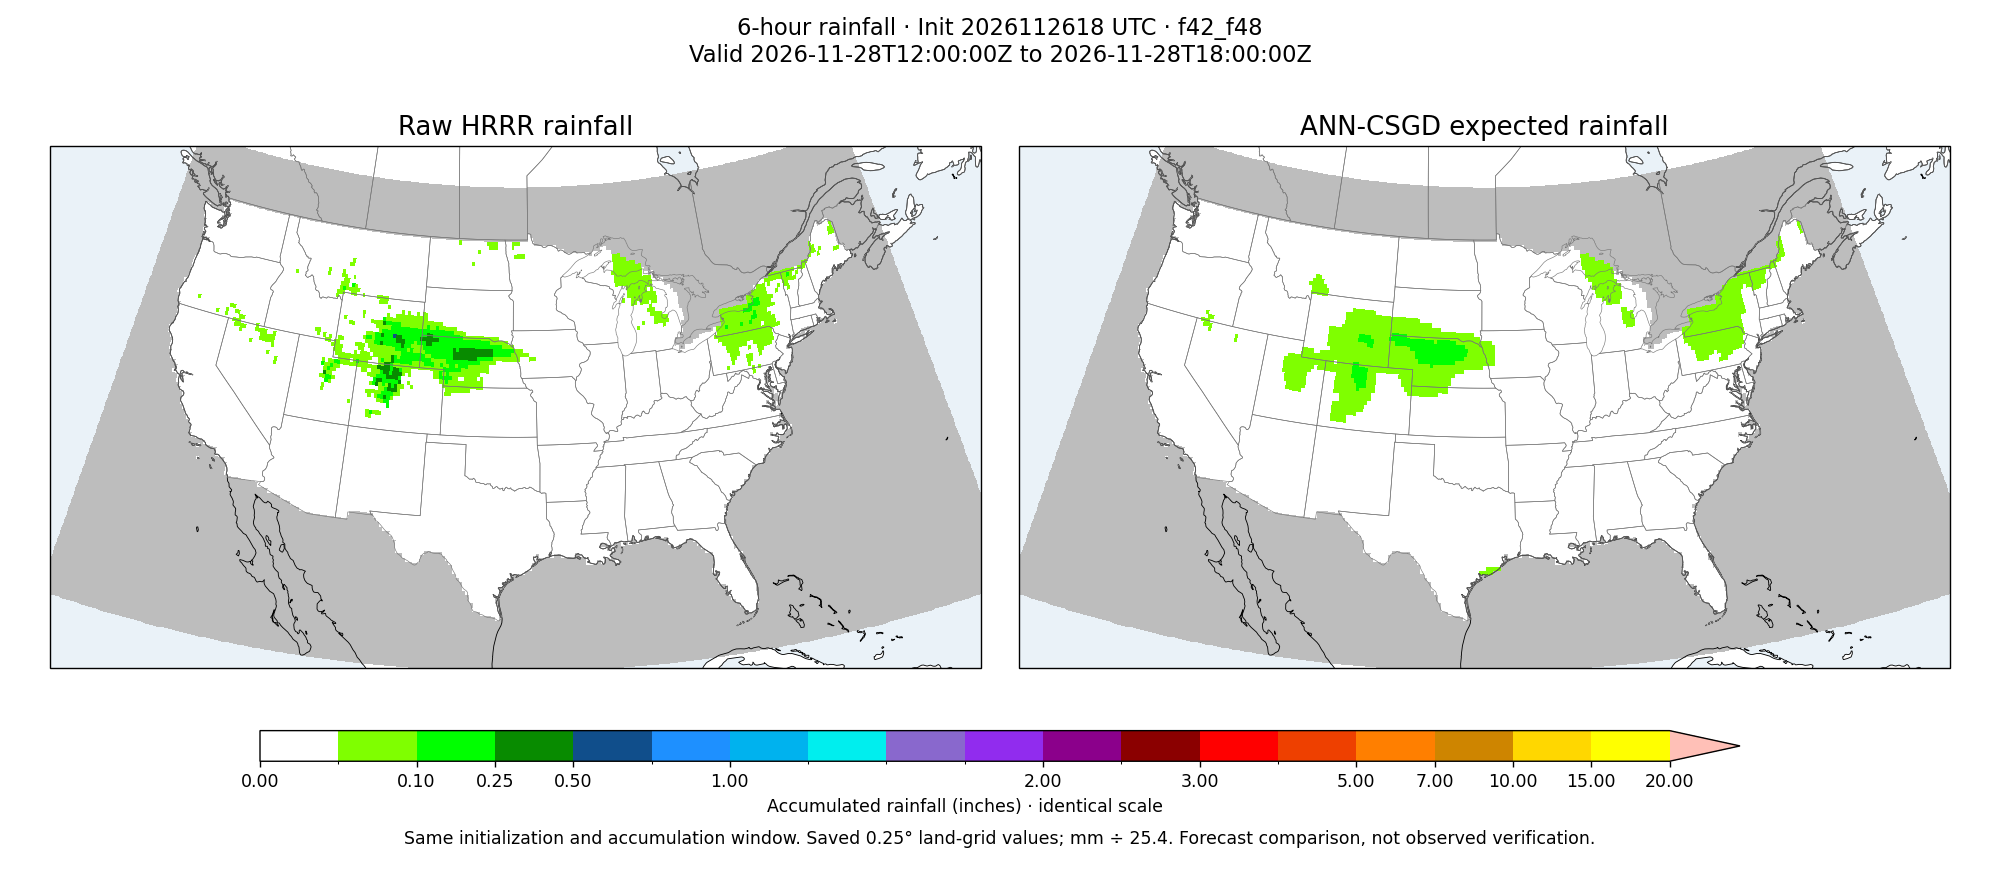 6-hour rainfall · Init 2026112618 UTC · f42_f48
Valid 2026-11-28T12:00:00Z to 2026-11-28T18:00:00Z
Raw HRRR rainfall
ANN-CSGD expected rainfall
0.00 0.10 0.25 0.50 1.00 2.00 3.00 5.00 7.00 10.00 15.00 20.00
Accumulated rainfall (inches) · identical scale
Same initialization and accumulation window. Saved 0.25° land-grid values; mm ÷ 25.4. Forecast comparison, not observed verification.